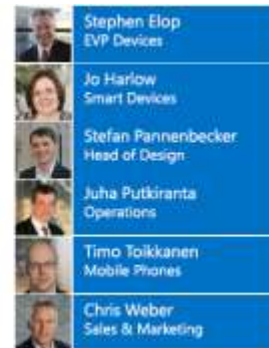 Stephen Elop
EVP Devices
Jo Harlow
Smart Devices
Stefan Pannenbecker
Head of Design
Juha Putkiranta
Operations
Timo Toikkanen
Mobile Phones
Chris Weber
Sales & Marketing